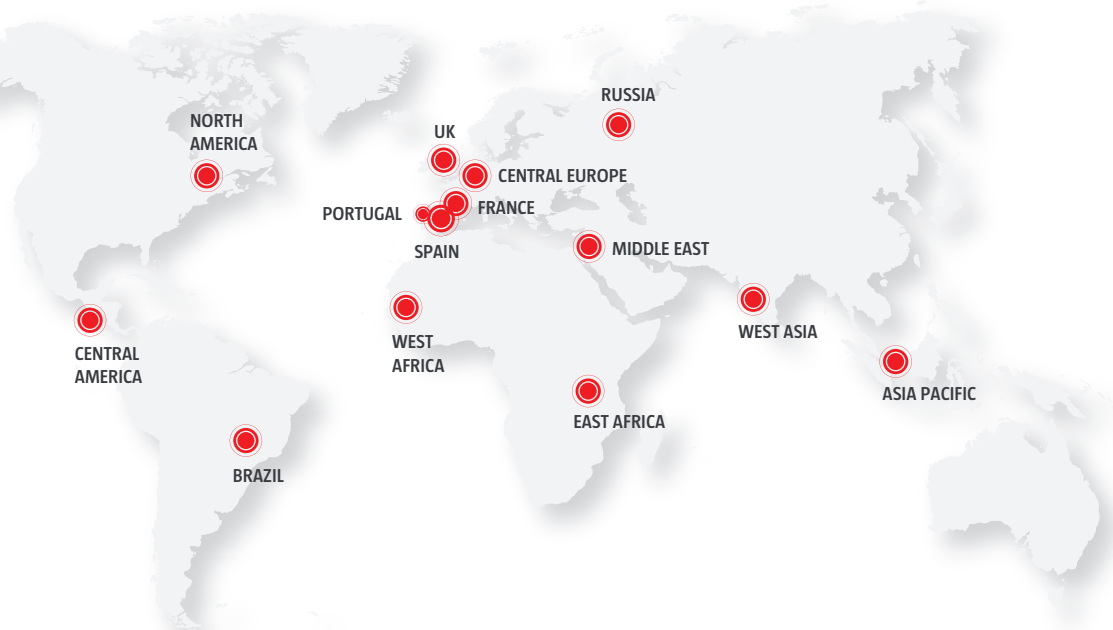 RUSSIA
NORTH
AMERICA
UK
CENTRAL EUROPE
PORTUGAL
FRANCE
SPAIN
MIDDLE EAST
WEST ASIA
WEST
AFRICA
CENTRAL
AMERICA
ASIA PACIFIC
EAST AFRICA
BRAZIL